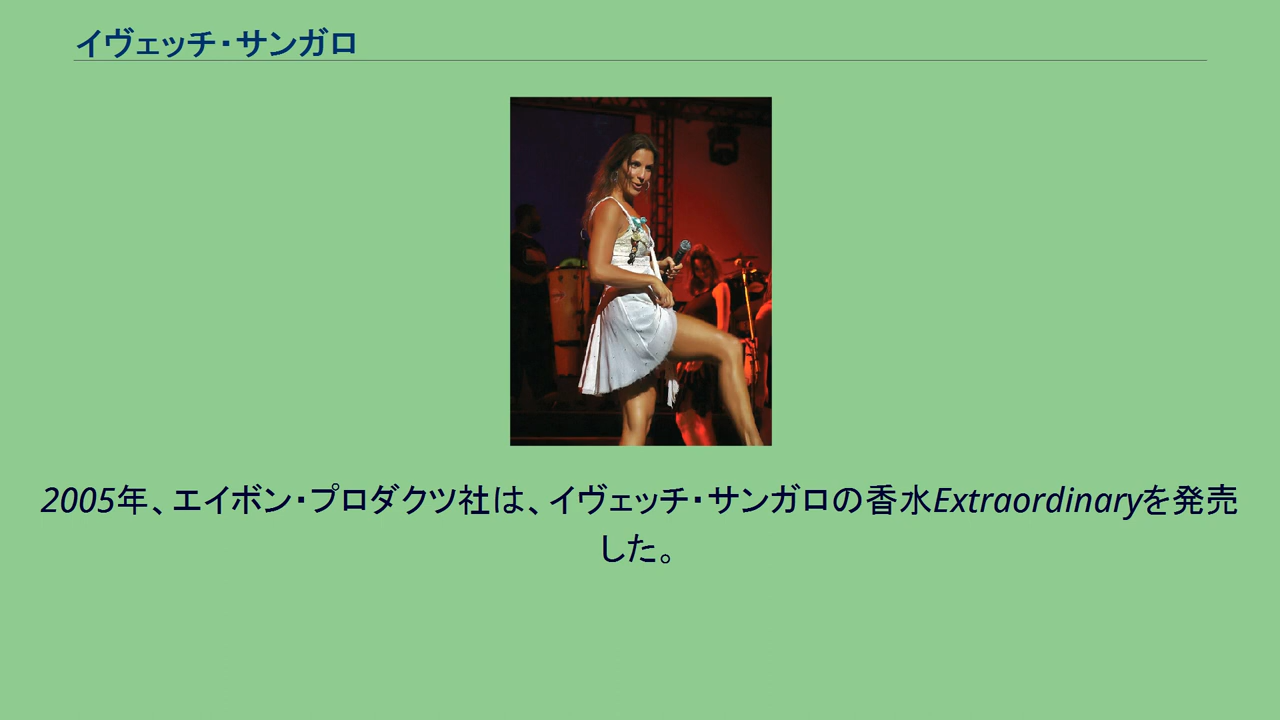 イヴェッチ・サンガロ
2005年、エイボン・プロダクツ社は、イヴェッチ・サンガロの香水Extraordinaryを発売
した。